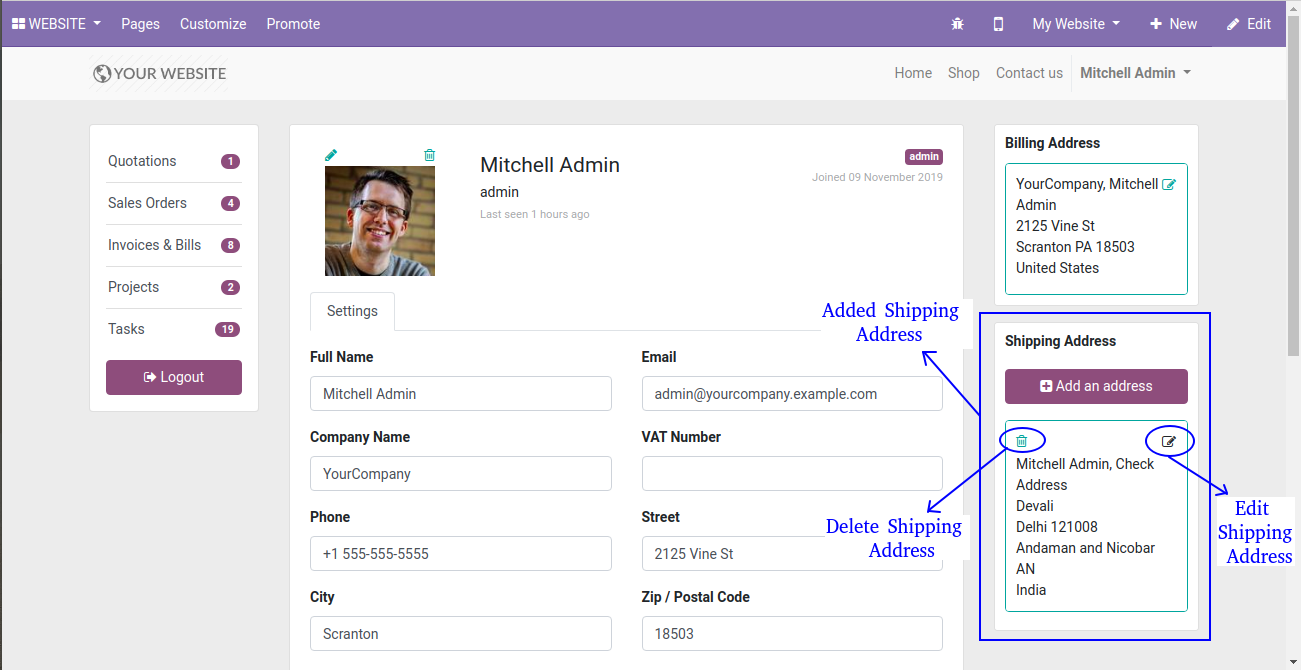 WEBSITE Pages Customize Promote My Website New Edit
YOUR WEBSITE Home Shop Contact us Mitchell Admin
Quotations 1
Sales Orders 4
Invoices & Bills 8
Projects 2
Tasks 19
Logout
Mitchell Admin
admin
Last seen 1 hours ago
admin
Joined 09 November 2019
Settings
Full Name
Mitchell Admin
Email
admin@yourcompany.example.com
Company Name
YourCompany
VAT Number
Phone
+1 555-555-5555
Street
2125 Vine St
City
Scranton
Zip / Postal Code
18503
Billing Address
YourCompany, Mitchell
Admin
2125 Vine St
Scranton PA 18503
United States
Added Shipping
Address
Shipping Address
Add an address
Mitchell Admin, Check
Address
Devali
Delhi 121008
Andaman and Nicobar
AN
India
Delete Shipping
Address
Edit
Shipping
Address